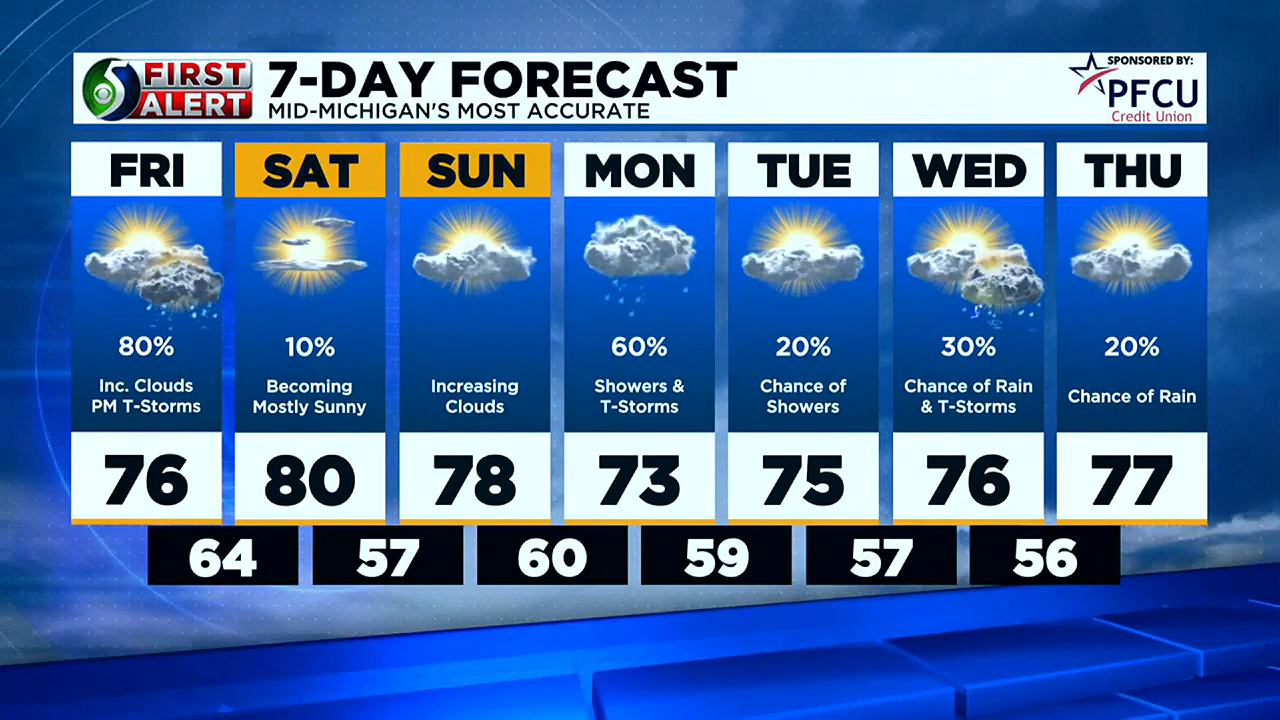 5 FIRST ALERT
7-DAY FORECAST
MID-MICHIGAN'S MOST ACCURATE
SPONSORED BY:
PFCU
Credit Union
FRI SAT SUN MON TUE WED THU
80% 10% 60% 20% 30% 20%
Inc. Clouds
PM T-Storms
Becoming
Mostly Sunny
Increasing
Clouds
Showers &
T-Storms
Chance of
Showers
Chance of Rain
& T-Storms
Chance of Rain
76 80 78 73 75 76 77
64 57 60 59 57 56